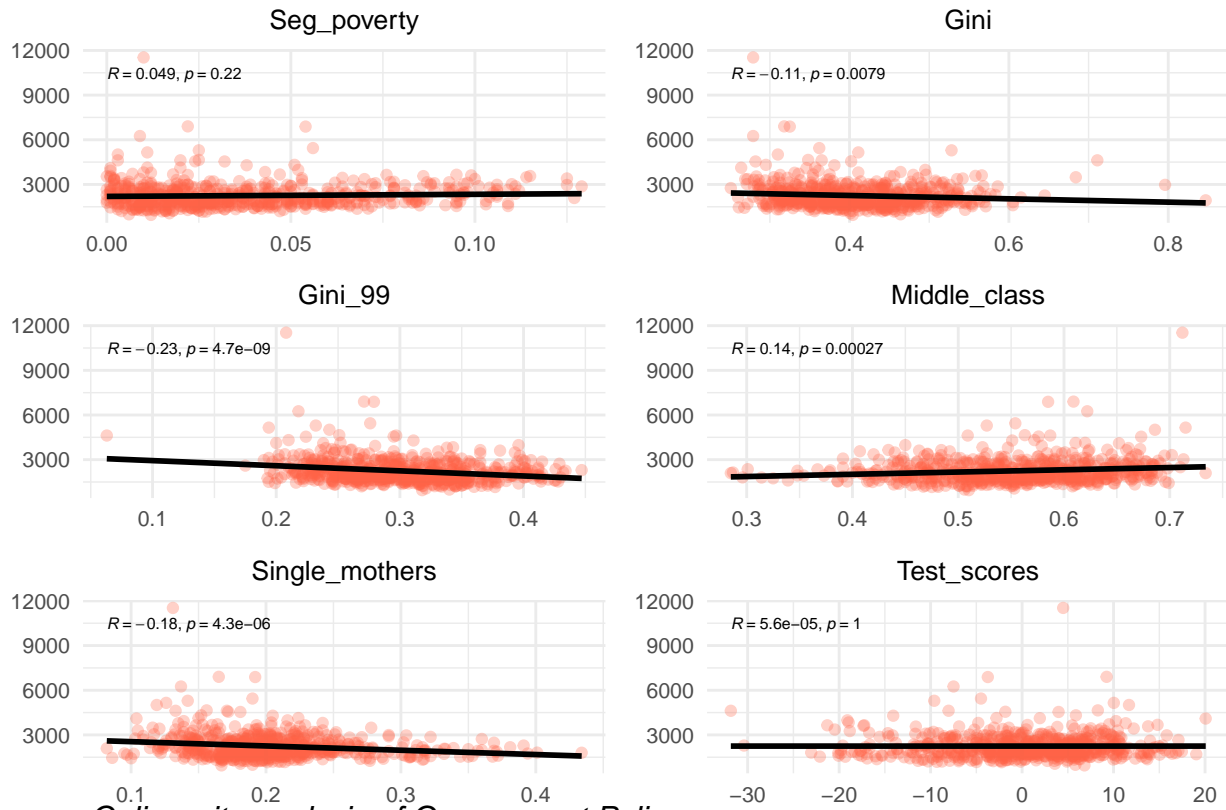 Seg_poverty
12000
9000
6000
3000
R = 0.049, p = 0.22
0.00 0.05 0.10
Gini
12000
9000
6000
3000
R = −0.11, p = 0.0079
0.4 0.6 0.8
Gini_99
12000
9000
6000
3000
R = −0.23, p = 4.7e−09
0.1 0.2 0.3 0.4
Middle_class
12000
9000
6000
3000
R = 0.14, p = 0.00027
0.3 0.4 0.5 0.6 0.7
Single_mothers
12000
9000
6000
3000
R = −0.18, p = 4.3e−06
0.1 0.2 0.3 0.4
Test_scores
12000
9000
6000
3000
R = 5.6e−05, p = 1
−30 −20 −10 0 10 20